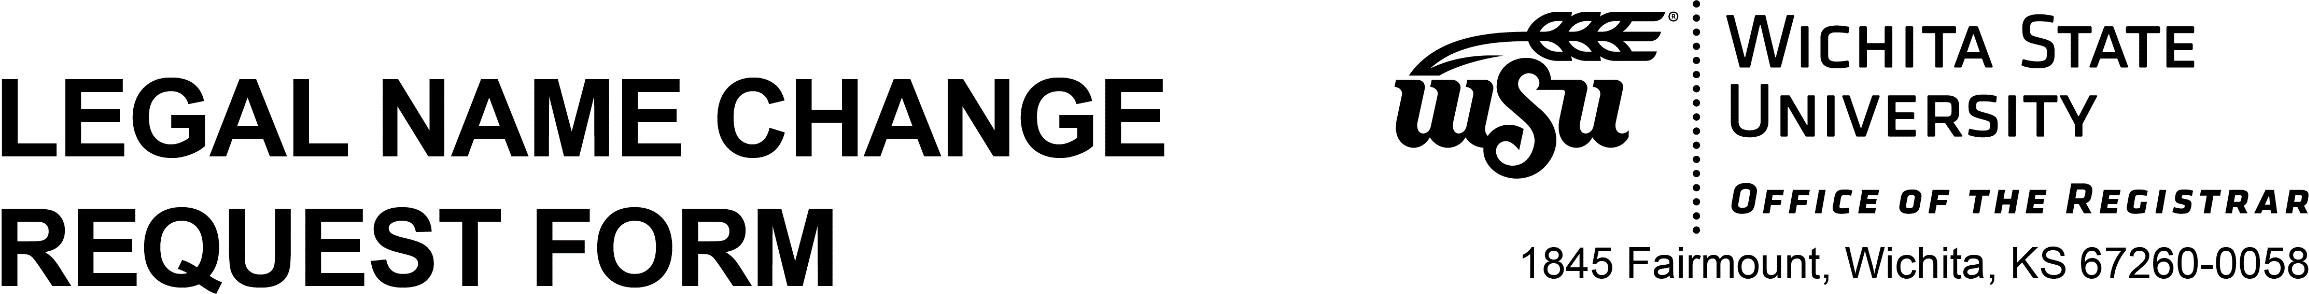 LEGAL NAME CHANGE
REQUEST FORM
WSU®
WICHITA STATE
UNIVERSITY
OFFICE OF THE REGISTRAR
1845 Fairmount, Wichita, KS 67260-0058